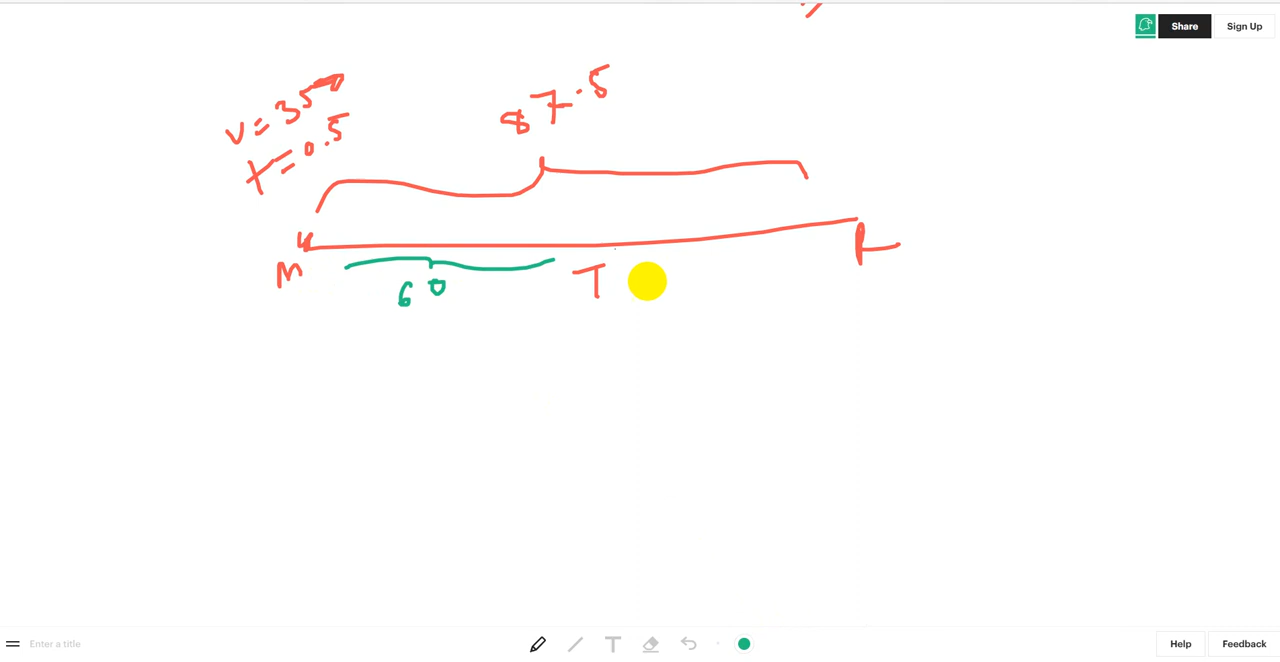 Share Sign Up
v=35
t=0.5
87.5
M
T
60
Enter a title
T
Help Feedback